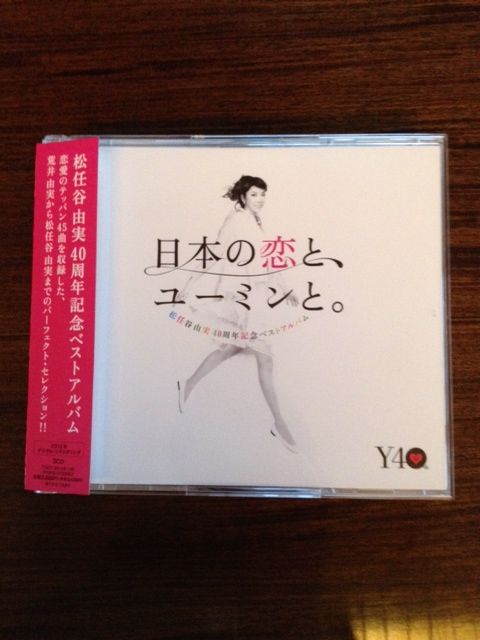 松任谷 由実 40周年記念ベストアルバム
恋愛のテッパン45曲を収録した、
荒井 由実から松任谷 由実までのパーフェクト・セレクション!!
3CD
日本の恋と、
ユーミンと。
松任谷由実 40周年記念ベストアルバム
Y40